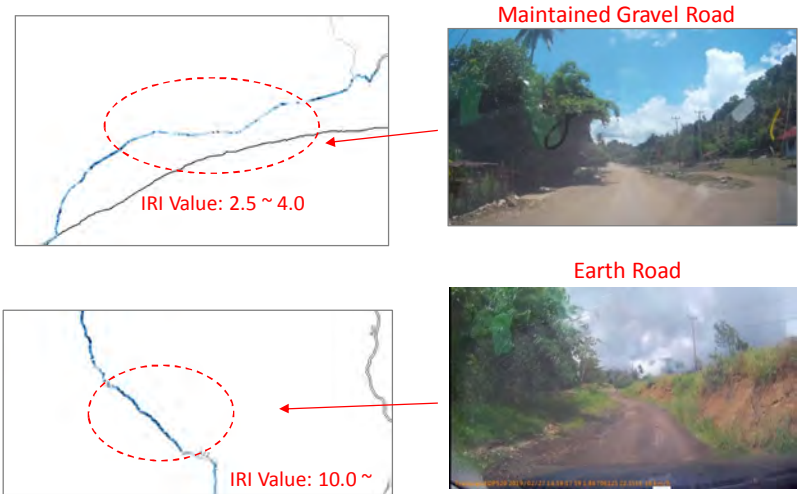 Maintained Gravel Road
IRI Value: 2.5 ~ 4.0
Earth Road
IRI Value: 10.0 ~